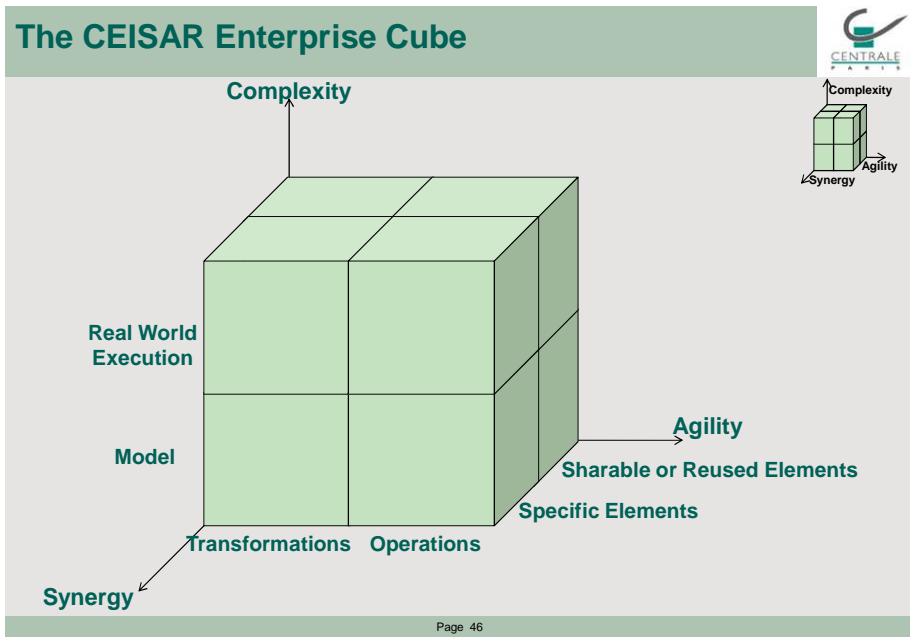 The CEISAR Enterprise Cube
CENTRALE
PARIS
Complexity
Complexity
Agility
Synergy
Real World
Execution
Model
Agility
Sharable or Reused Elements
Specific Elements
Transformations Operations
Synergy
Page 46